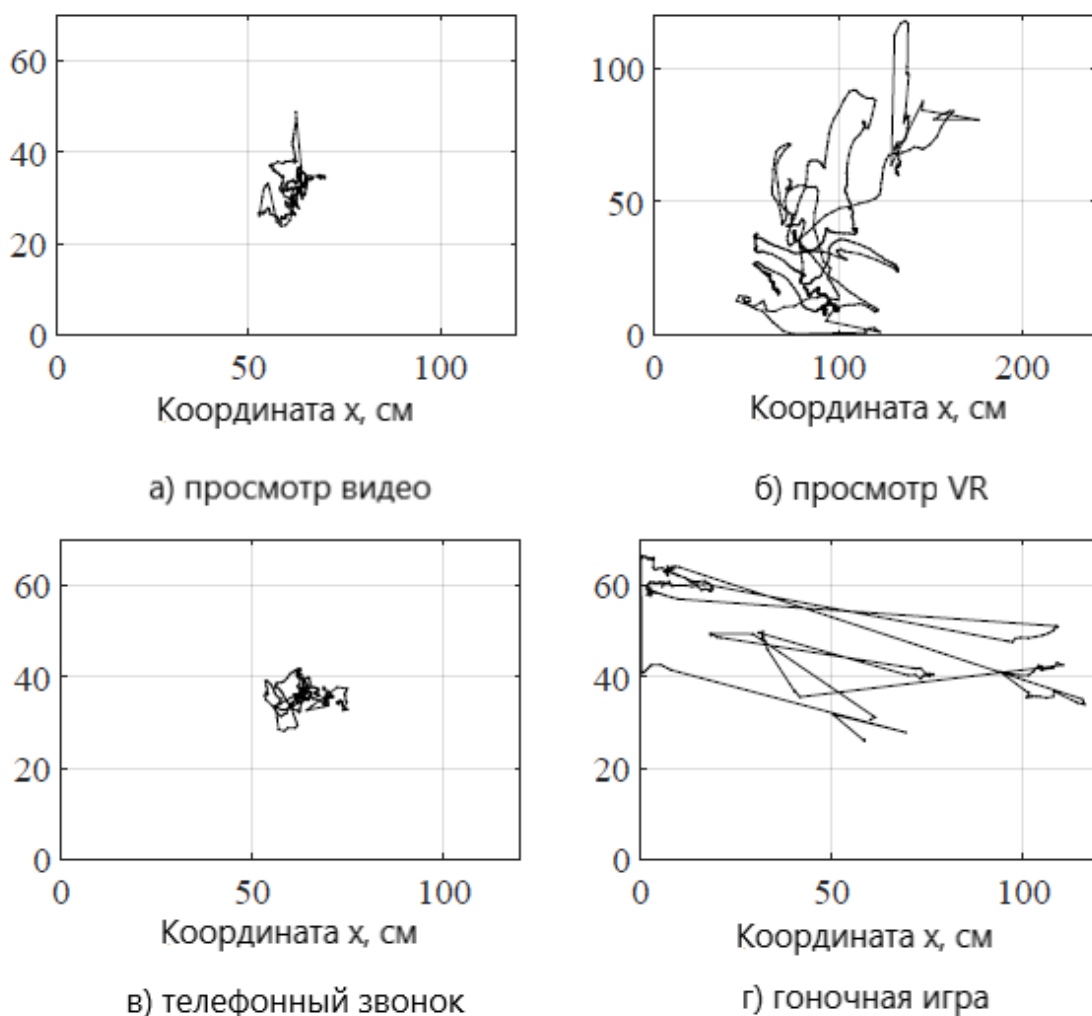 60
40
20
0
0 50 100
Координата x, см
а) просмотр видео
100
50
0
0 100 200
Координата x, см
б) просмотр VR
60
40
20
0
0 50 100
Координата x, см
в) телефонный звонок
60
40
20
0
0 50 100
Координата x, см
г) гоночная игра